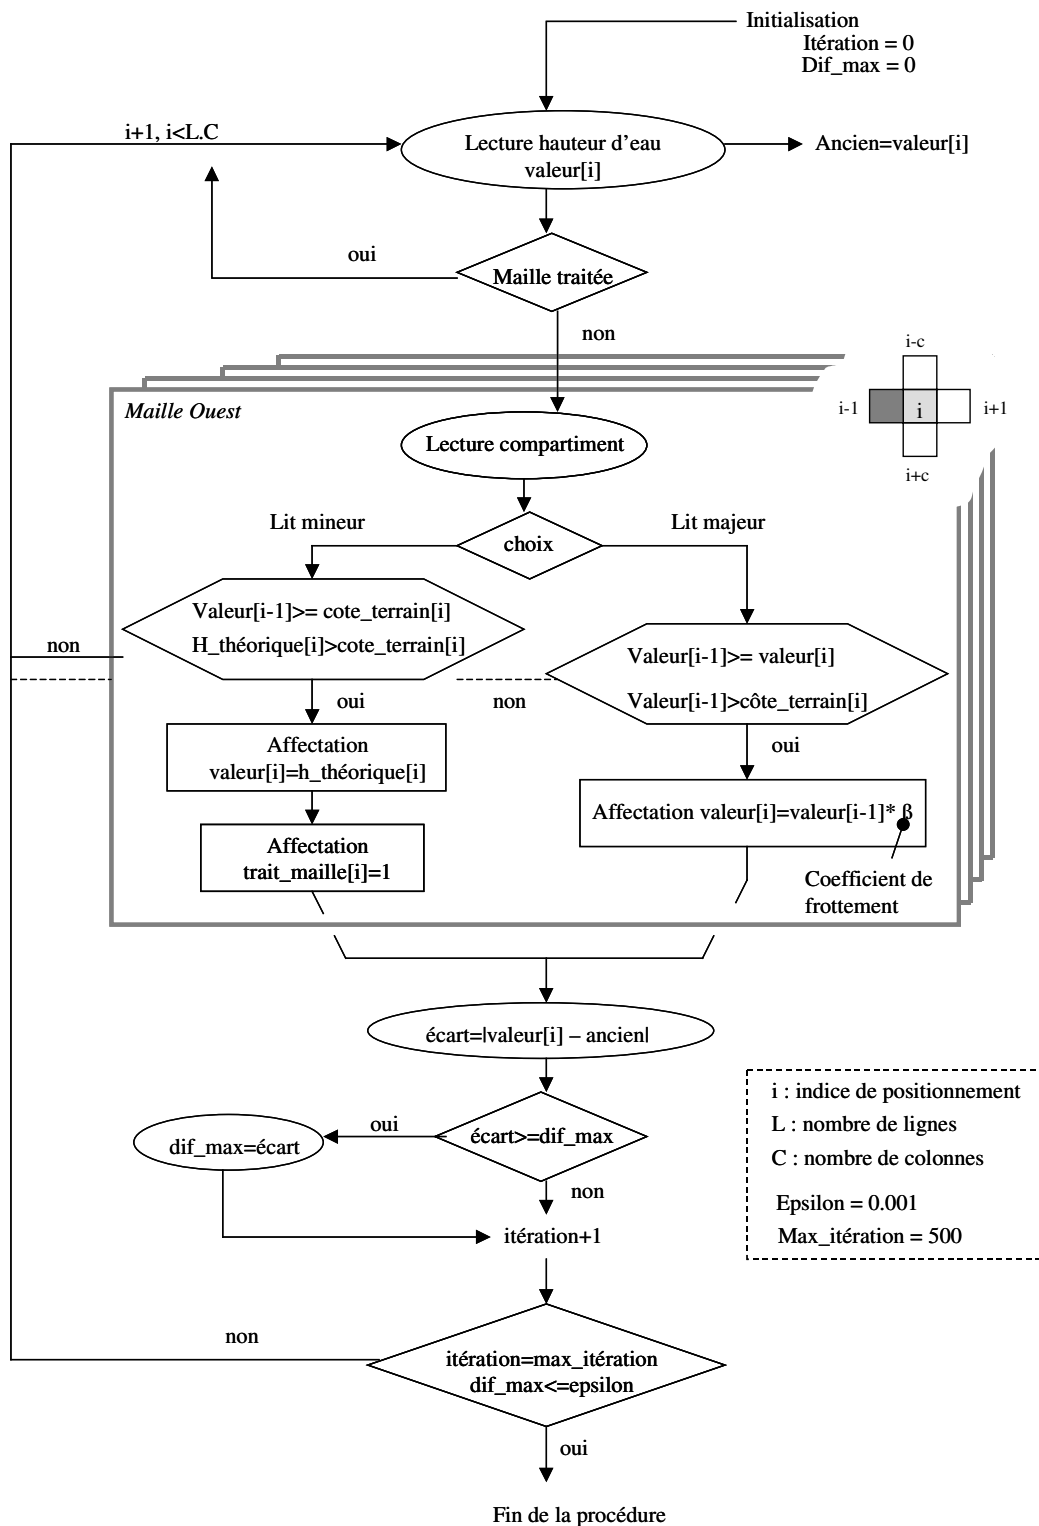 Initialisation
Itération = 0
Dif_max = 0
i+1, i<L.C
Lecture hauteur d'eau
valeur[i]
Ancien=valeur[i]
oui
Maille traitée
non
i-c
Maille Ouest
i-1
i
i+1
Lecture compartiment
i+c
Lit mineur
Lit majeur
choix
Valeur[i-1]>= cote_terrain[i]
H_théorique[i]>cote_terrain[i]
non
Valeur[i-1]>= valeur[i]
Valeur[i-1]>côte_terrain[i]
oui
non
Affectation
valeur[i]=h_théorique[i]
oui
Affectation valeur[i]=valeur[i-1]* β
Affectation
trait_maille[i]=1
Coefficient de
frottement
écart=|valeur[i] – ancien|
i : indice de positionnement
L : nombre de lignes
C : nombre de colonnes
Epsilon = 0.001
Max_itération = 500
oui
écart>=dif_max
dif_max=écart
non
itération+1
non
itération=max_itération
dif_max<=epsilon
oui
Fin de la procédure